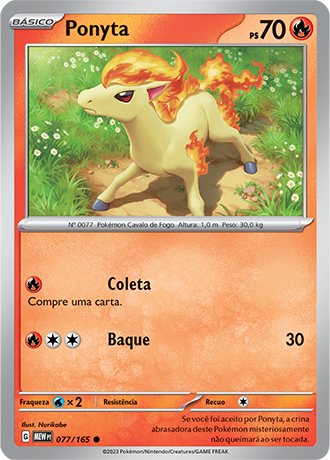 BÁSICO Ponyta PS 70
Nº 0077 Pokémon Cavalo de Fogo Altura: 1,0 m Peso: 30,0 kg
Coleta
Compre uma carta.
Baque 30
Fraqueza ×2 Resistência Recuo
Ilust. Nurikabe
Se você foi aceito por Ponyta, a crina
abrasadora deste Pokémon misteriosamente
não queimará ao ser tocada.
G MEW PT 077/165
©2023 Pokémon/Nintendo/Creatures/GAME FREAK